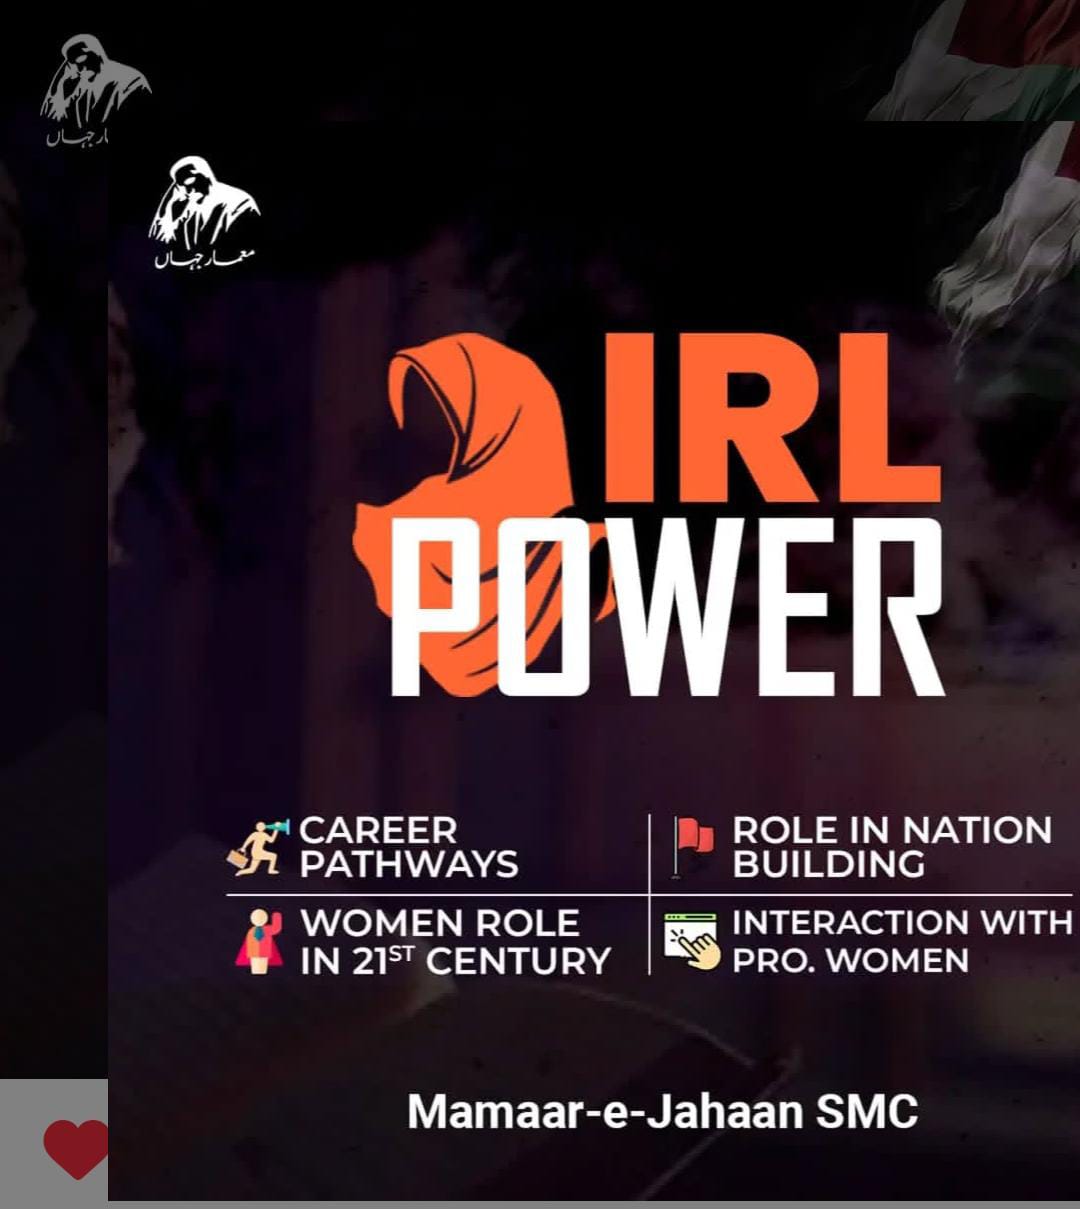 معمار جہاں
IRL
POWER
CAREER
PATHWAYS
ROLE IN NATION
BUILDING
WOMEN ROLE
IN 21ST CENTURY
INTERACTION WITH
PRO. WOMEN
Mamaar-e-Jahaan SMC